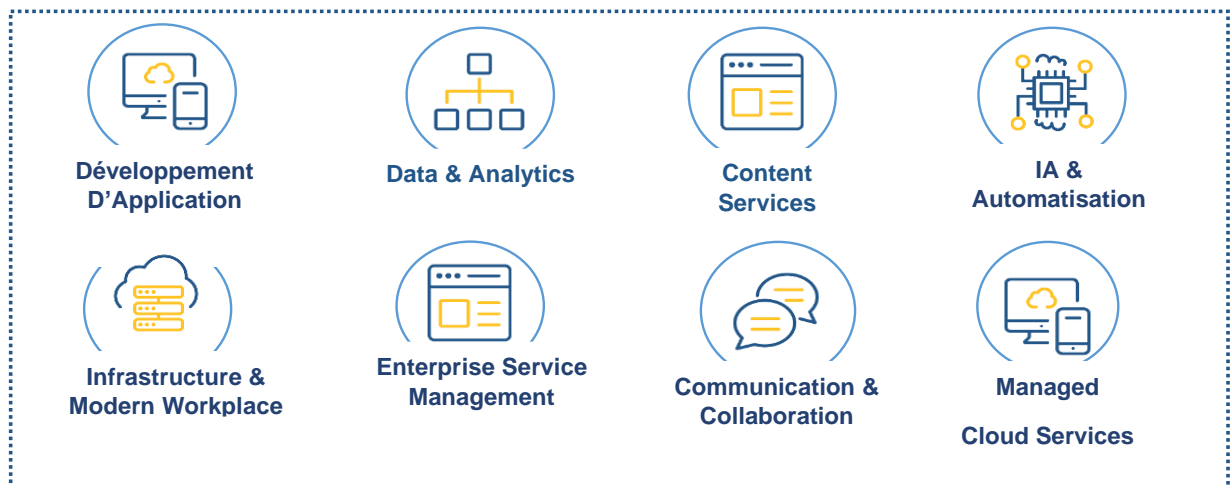 Développement
D’Application
Data & Analytics
Content
Services
IA &
Automatisation
Infrastructure &
Modern Workplace
Enterprise Service
Management
Communication &
Collaboration
Managed
Cloud Services